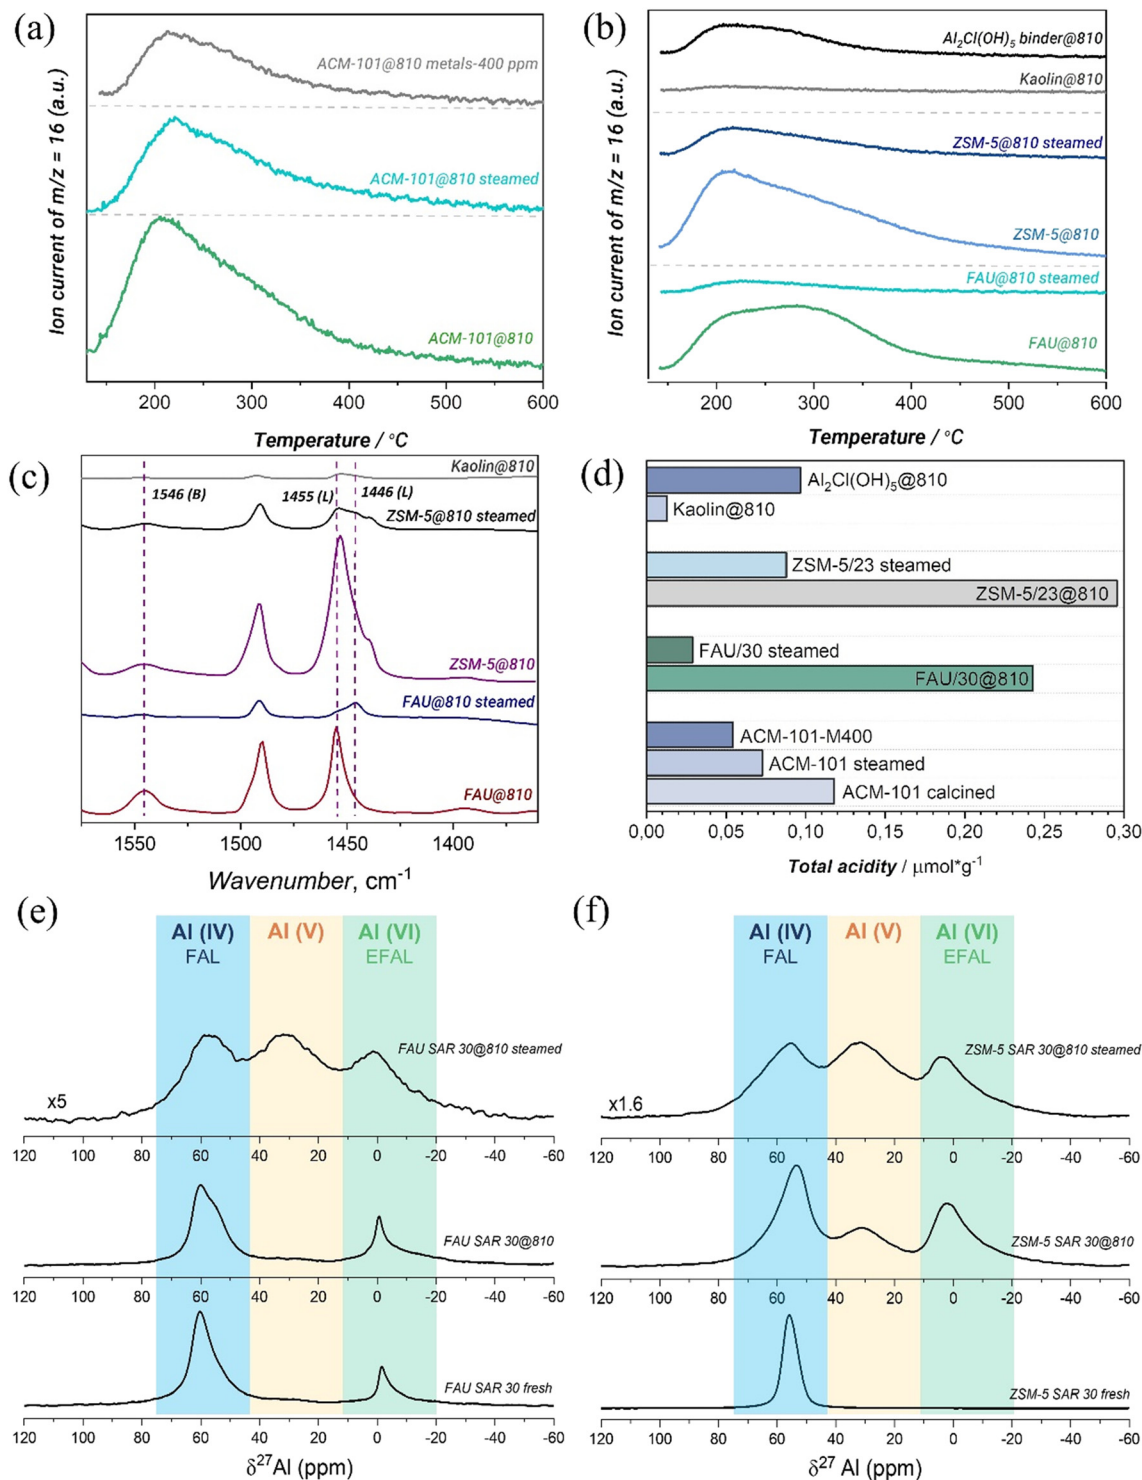 (a)
Ion current of m/z = 16 (a.u.)
ACM-101@810 metals-400 ppm
ACM-101@810 steamed
ACM-101@810
200 300 400 500 600
Temperature / °C
(b)
Ion current of m/z = 16 (a.u.)
Al₂Cl(OH)₅ binder@810
Kaolin@810
ZSM-5@810 steamed
ZSM-5@810
FAU@810 steamed
FAU@810
200 300 400 500 600
Temperature / °C
(c)
Kaolin@810
1546 (B) 1455 (L) 1446 (L)
ZSM-5@810 steamed
ZSM-5@810
FAU@810 steamed
FAU@810
1550 1500 1450 1400
Wavenumber, cm⁻¹
(d)
Al₂Cl(OH)₅@810
Kaolin@810
ZSM-5/23 steamed
ZSM-5/23@810
FAU/30 steamed
FAU/30@810
ACM-101-M400
ACM-101 steamed
ACM-101 calcined
0,00 0,05 0,10 0,15 0,20 0,25 0,30
Total acidity / μmol*g⁻¹
(e)
Al (IV) Al (V) Al (VI)
FAL EFAL
FAU SAR 30@810 steamed
x5
120 100 80 60 40 20 0 -20 -40 -60
FAU SAR 30@810
120 100 80 60 40 20 0 -20 -40 -60
FAU SAR 30 fresh
120 100 80 60 40 20 0 -20 -40 -60
δ²⁷Al (ppm)
(f)
Al (IV) Al (V) Al (VI)
FAL EFAL
ZSM-5 SAR 30@810 steamed
x1.6
120 100 80 60 40 20 0 -20 -40 -60
ZSM-5 SAR 30@810
120 100 80 60 40 20 0 -20 -40 -60
ZSM-5 SAR 30 fresh
120 100 80 60 40 20 0 -20 -40 -60
δ²⁷ Al (ppm)